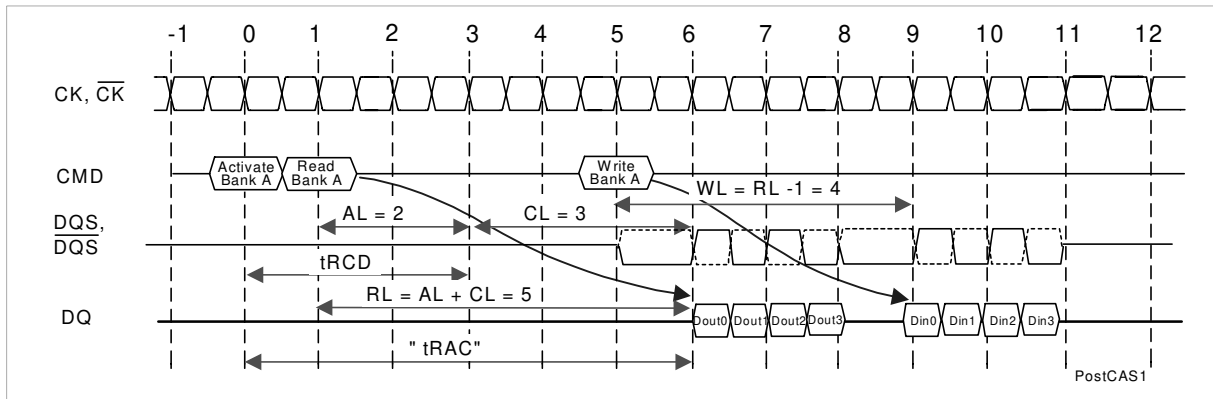 -1 0 1 2 3 4 5 6 7 8 9 10 11 12
CK, CK
CMD
Activate
Bank A
Read
Bank A
Write
Bank A
WL = RL -1 = 4
AL = 2
CL = 3
DQS,
DQS
tRCD
RL = AL + CL = 5
DQ
Dout0 Dout1 Dout2 Dout3
Din0 Din1 Din2 Din3
" tRAC"
PostCAS1